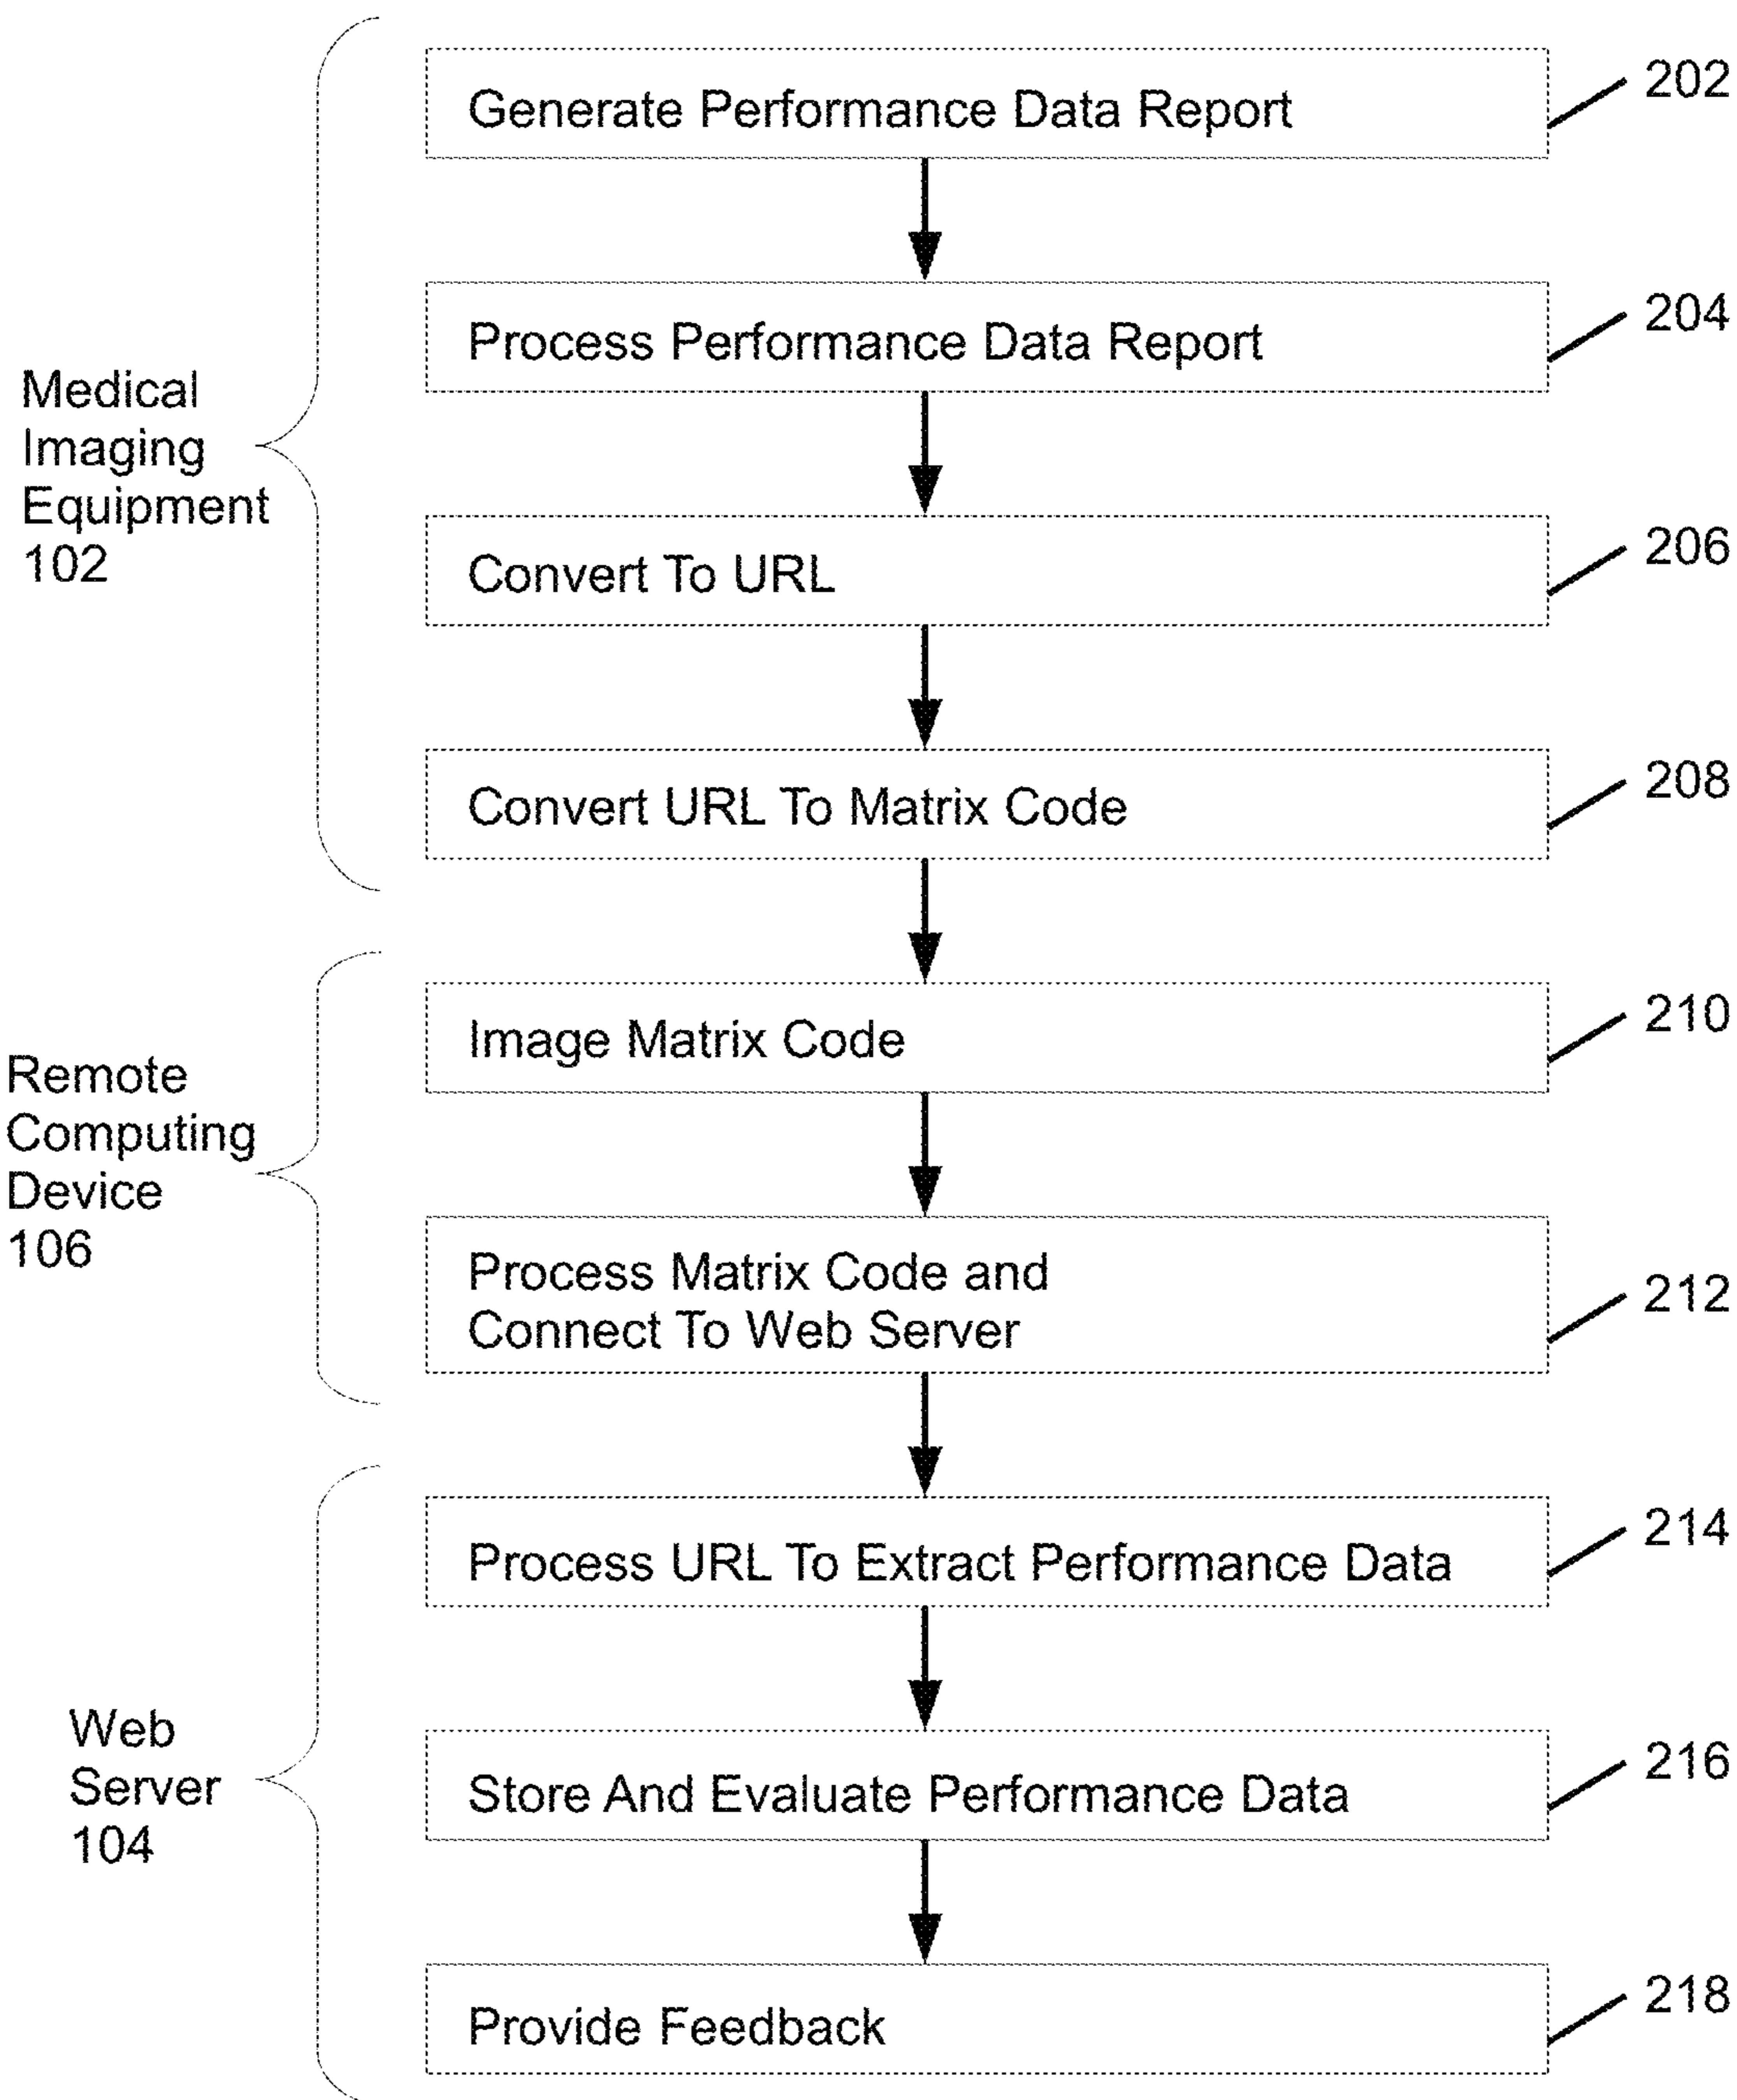 Generate Performance Data Report
202
Process Performance Data Report
204
Medical
Imaging
Equipment
102
Convert To URL
206
Convert URL To Matrix Code
208
Image Matrix Code
210
Remote
Computing
Device
106
Process Matrix Code and
Connect To Web Server
212
Process URL To Extract Performance Data
214
Web
Server
104
Store And Evaluate Performance Data
216
Provide Feedback
218